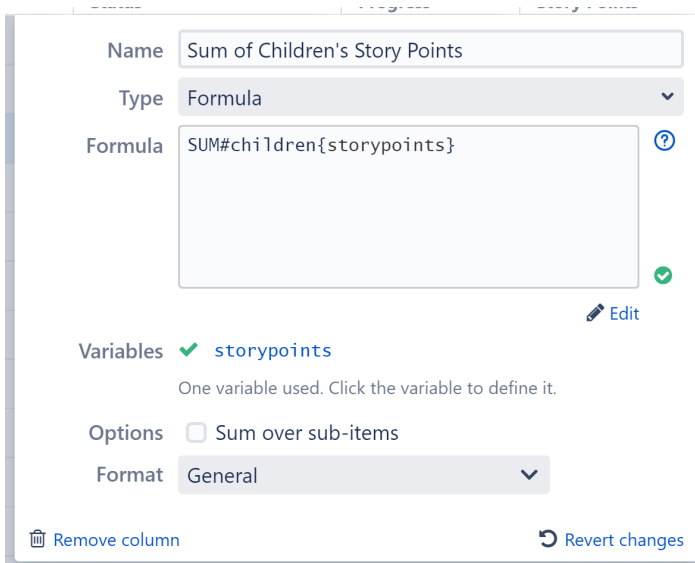 Name Sum of Children's Story Points
Type Formula
Formula SUM#children{storypoints}
Edit
Variables storypoints
One variable used. Click the variable to define it.
Options Sum over sub-items
Format General
Remove column Revert changes